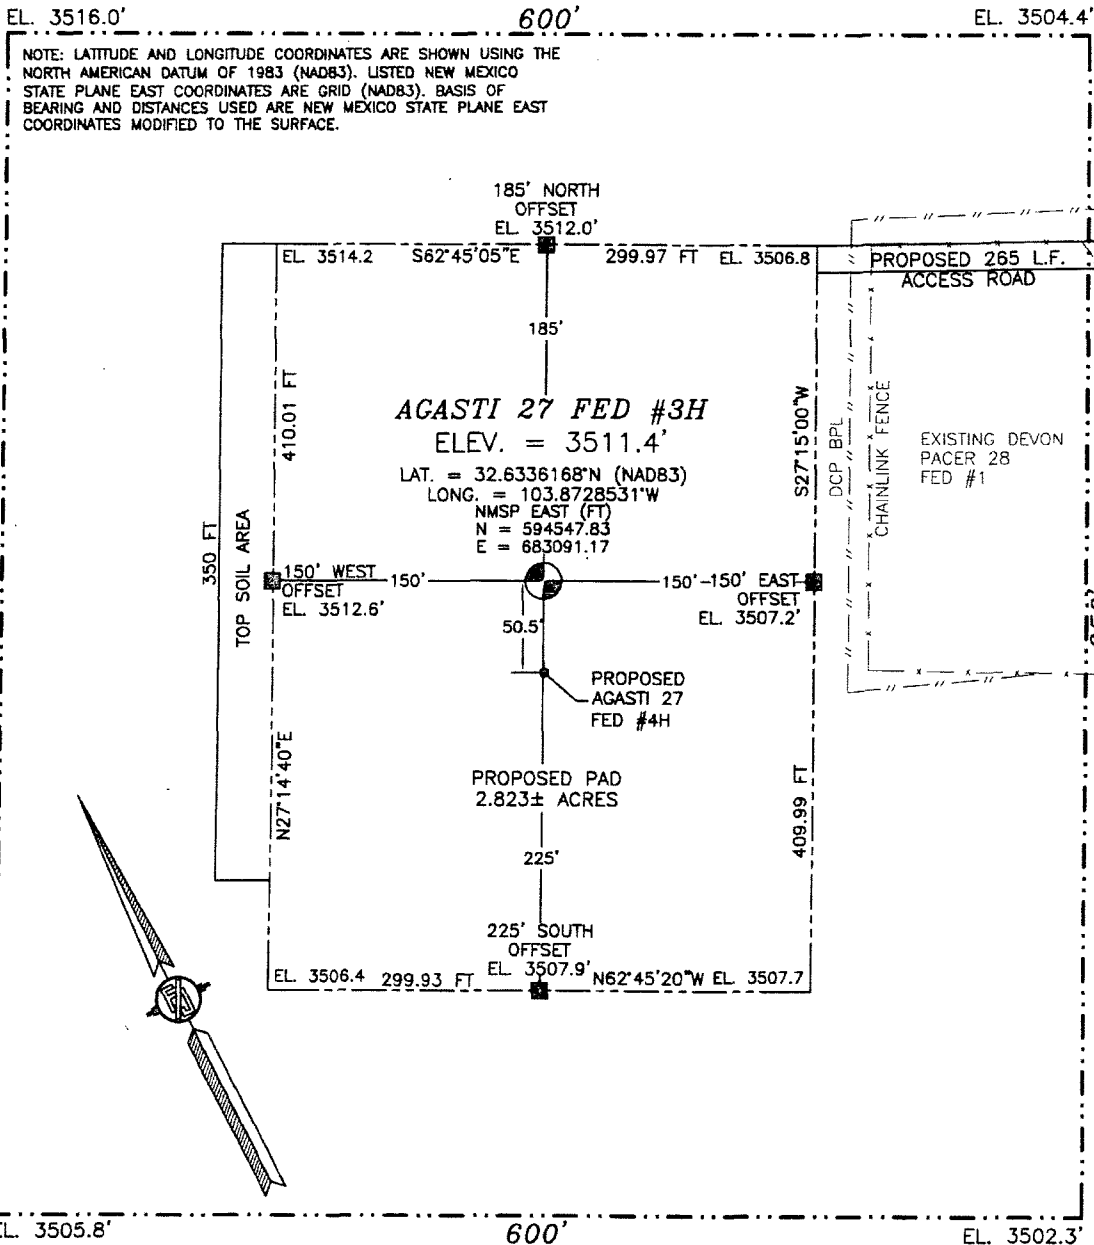 EL. 3516.0'
600'
EL. 3504.4'
NOTE: LATITUDE AND LONGITUDE COORDINATES ARE SHOWN USING THE
NORTH AMERICAN DATUM OF 1983 (NAD83). LISTED NEW MEXICO
STATE PLANE EAST COORDINATES ARE GRID (NAD83). BASIS OF
BEARING AND DISTANCES USED ARE NEW MEXICO STATE PLANE EAST
COORDINATES MODIFIED TO THE SURFACE.
185' NORTH
OFFSET
EL. 3512.0'
EL. 3514.2
S62°45'05"E
299.97 FT
EL. 3506.8
PROPOSED 265 L.F.
ACCESS ROAD
185'
410.01 FT
AGASTI 27 FED #3H
ELEV. = 3511.4'
LAT. = 32.6336168°N (NAD83)
LONG. = 103.8728531°W
NMSP EAST (FT)
N = 594547.83
E = 683091.17
S27°15'00"W
DCP BPL
CHAINLINK FENCE
EXISTING DEVON
PACER 28
FED #1
350 FT
TOP SOIL AREA
150' WEST
OFFSET
EL. 3512.6'
150'
150'
150' EAST
OFFSET
EL. 3507.2'
50.5'
PROPOSED
AGASTI 27
FED #4H
N27°14'40"E
PROPOSED PAD
2.823± ACRES
409.99 FT
225'
225' SOUTH
OFFSET
EL. 3507.9'
EL. 3506.4
299.93 FT
N62°45'20"W
EL. 3507.7
EL. 3505.8'
600'
EL. 3502.3'